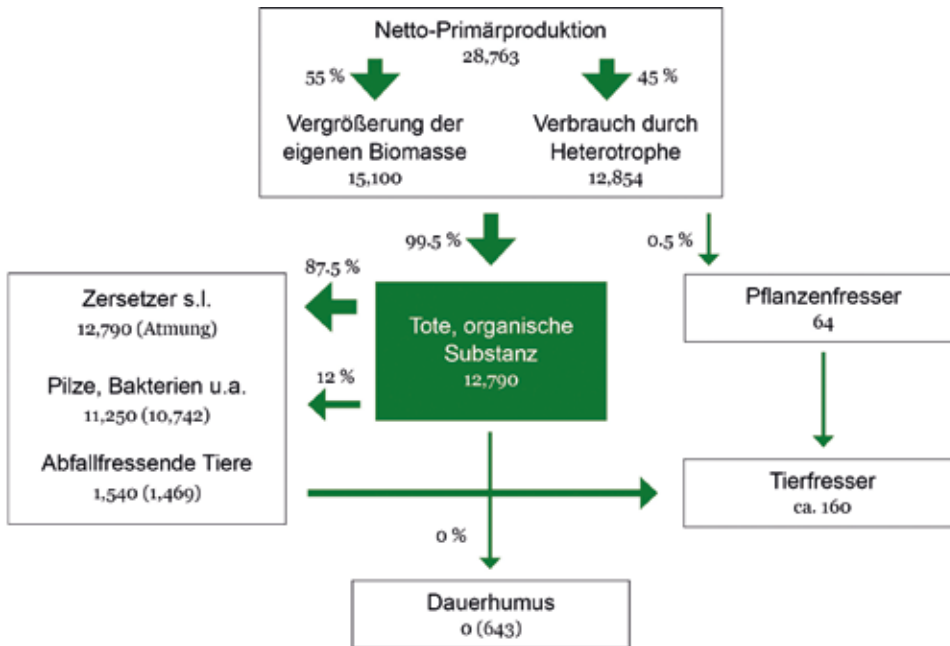 Netto-Primärproduktion
28,763
55 %
45 %
Vergrößerung der
eigenen Biomasse
15,100
Verbrauch durch
Heterotrophe
12,854
99.5 %
0.5 %
87.5 %
Zersetzer s.l.
12,790 (Atmung)
Pilze, Bakterien u.a.
11,250 (10,742)
Abfallfressende Tiere
1,540 (1,469)
12 %
Tote, organische
Substanz
12,790
Pflanzenfresser
64
Tierfresser
ca. 160
0 %
Dauerhumus
0 (643)